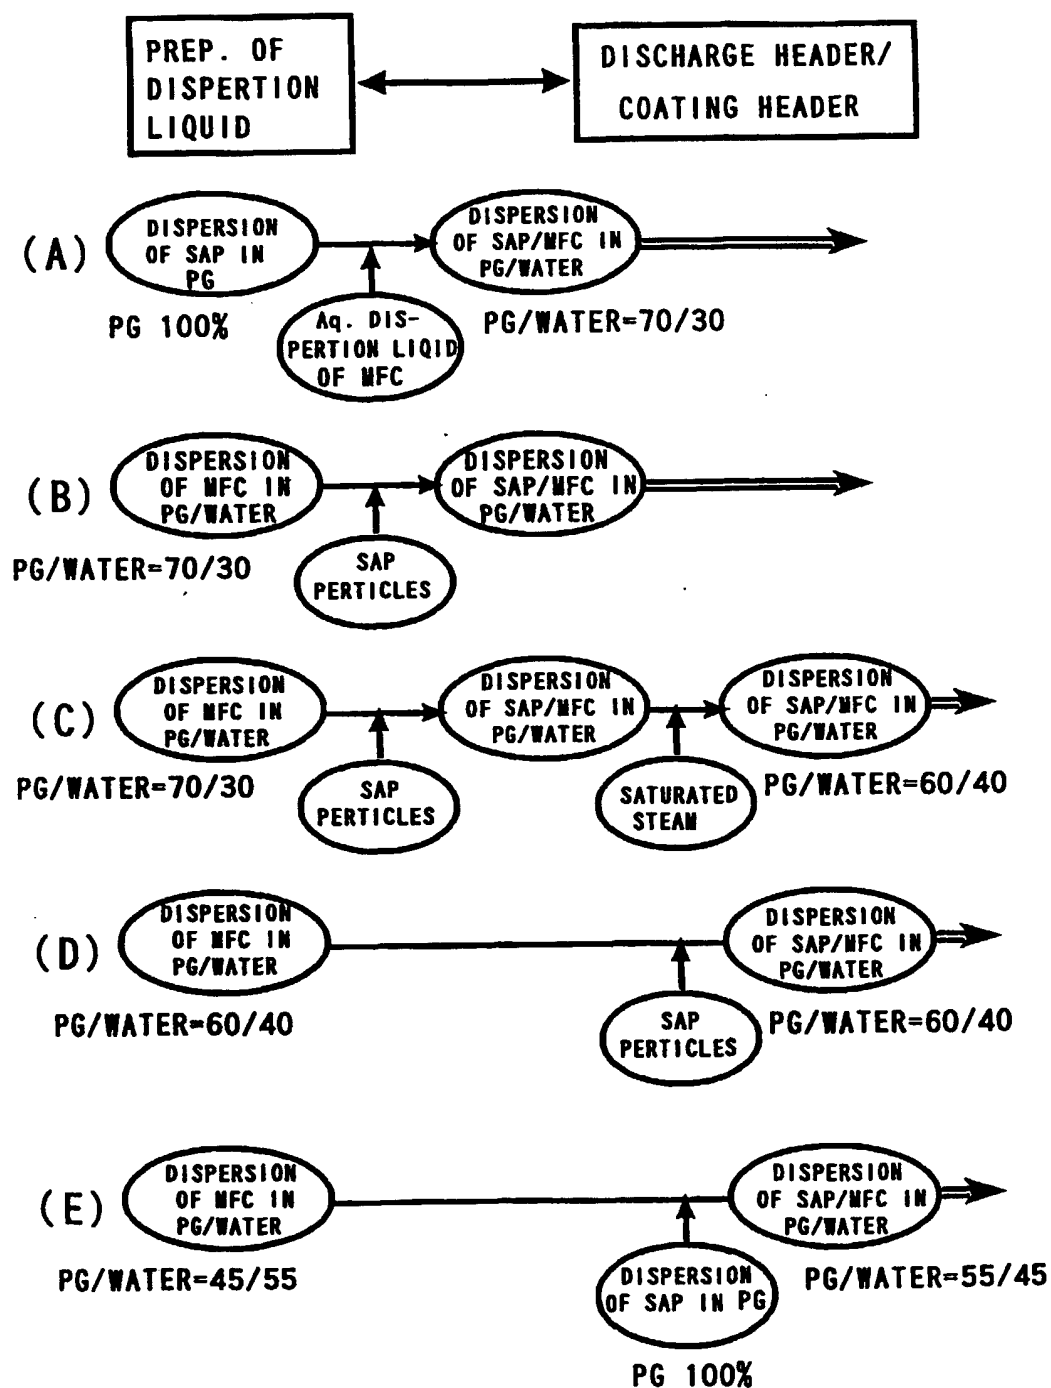 PREP. OF
DISPERTION
LIQUID
DISCHARGE HEADER/
COATING HEADER
(A)
DISPERSION
OF SAP IN
PG
PG 100%
Aq. DIS-
PERTION LIQID
OF MFC
DISPERSION
OF SAP/MFC IN
PG/WATER
PG/WATER=70/30
(B)
DISPERSION
OF MFC IN
PG/WATER
PG/WATER=70/30
SAP
PERTICLES
DISPERSION
OF SAP/MFC IN
PG/WATER
(C)
DISPERSION
OF MFC IN
PG/WATER
PG/WATER=70/30
SAP
PERTICLES
DISPERSION
OF SAP/MFC IN
PG/WATER
SATURATED
STEAM
DISPERSION
OF SAP/MFC IN
PG/WATER
PG/WATER=60/40
(D)
DISPERSION
OF MFC IN
PG/WATER
PG/WATER=60/40
SAP
PERTICLES
DISPERSION
OF SAP/MFC IN
PG/WATER
PG/WATER=60/40
(E)
DISPERSION
OF MFC IN
PG/WATER
PG/WATER=45/55
DISPERSION
OF SAP IN PG
PG 100%
DISPERSION
OF SAP/MFC IN
PG/WATER
PG/WATER=55/45